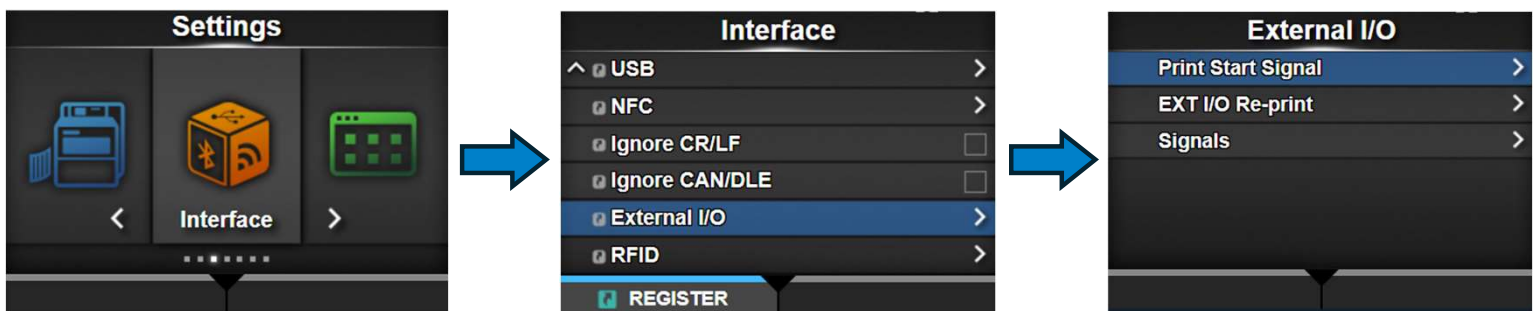 Settings
Interface
Interface
USB
NFC
Ignore CR/LF
Ignore CAN/DLE
External I/O
RFID
REGISTER
External I/O
Print Start Signal
EXT I/O Re-print
Signals